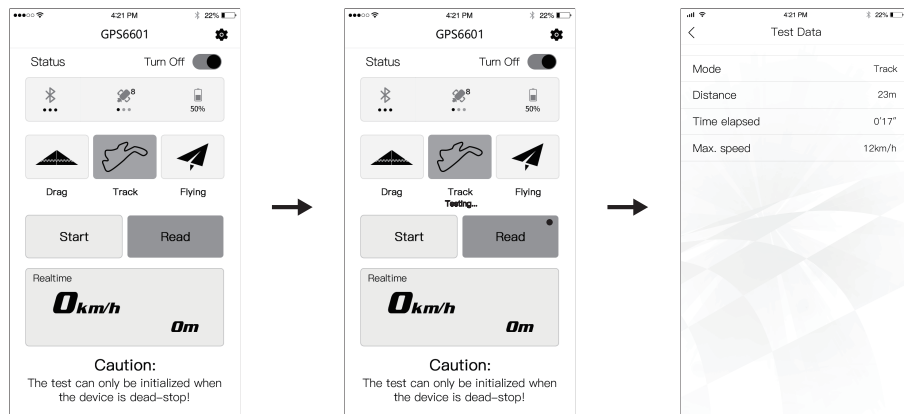 4:21 PM
22%
GPS6601
Status
Turn Off
8
50%
Drag
Track
Flying
Start
Read
Realtime
0km/h
0m
Caution:
The test can only be initialized when
the device is dead-stop!
4:21 PM
22%
GPS6601
Status
Turn Off
8
50%
Drag
Track
Flying
Testing...
Start
Read
Realtime
0km/h
0m
Caution:
The test can only be initialized when
the device is dead-stop!
4:21 PM
22%
Test Data
Mode
Track
Distance
23m
Time elapsed
0'17"
Max. speed
12km/h